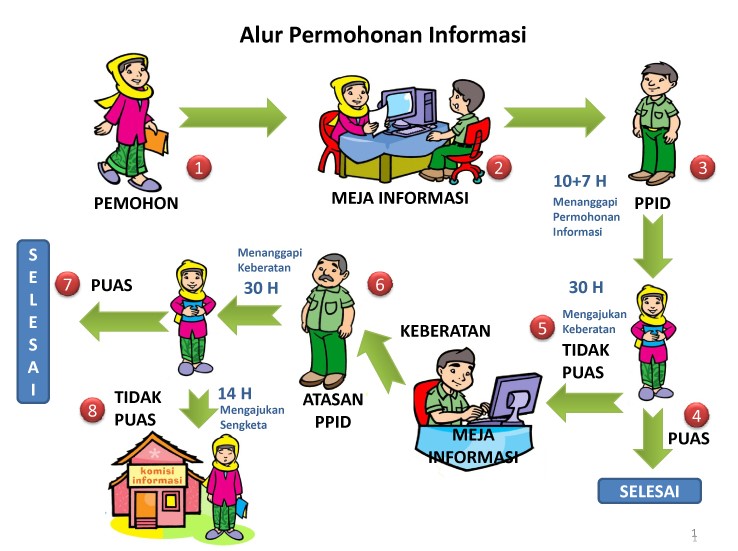 Alur Permohonan Informasi
1
PEMOHON
2
MEJA INFORMASI
3
PPID
10+7 H
Menanggapi
Permohonan
Informasi
4
PUAS
SELESAI
30 H
Mengajukan
Keberatan
5
TIDAK
PUAS
KEBERATAN
MEJA
INFORMASI
6
ATASAN
PPID
Menanggapi
Keberatan
30 H
7
PUAS
SELESAI
8
TIDAK
PUAS
14 H
Mengajukan
Sengketa
komisi
informasi
1